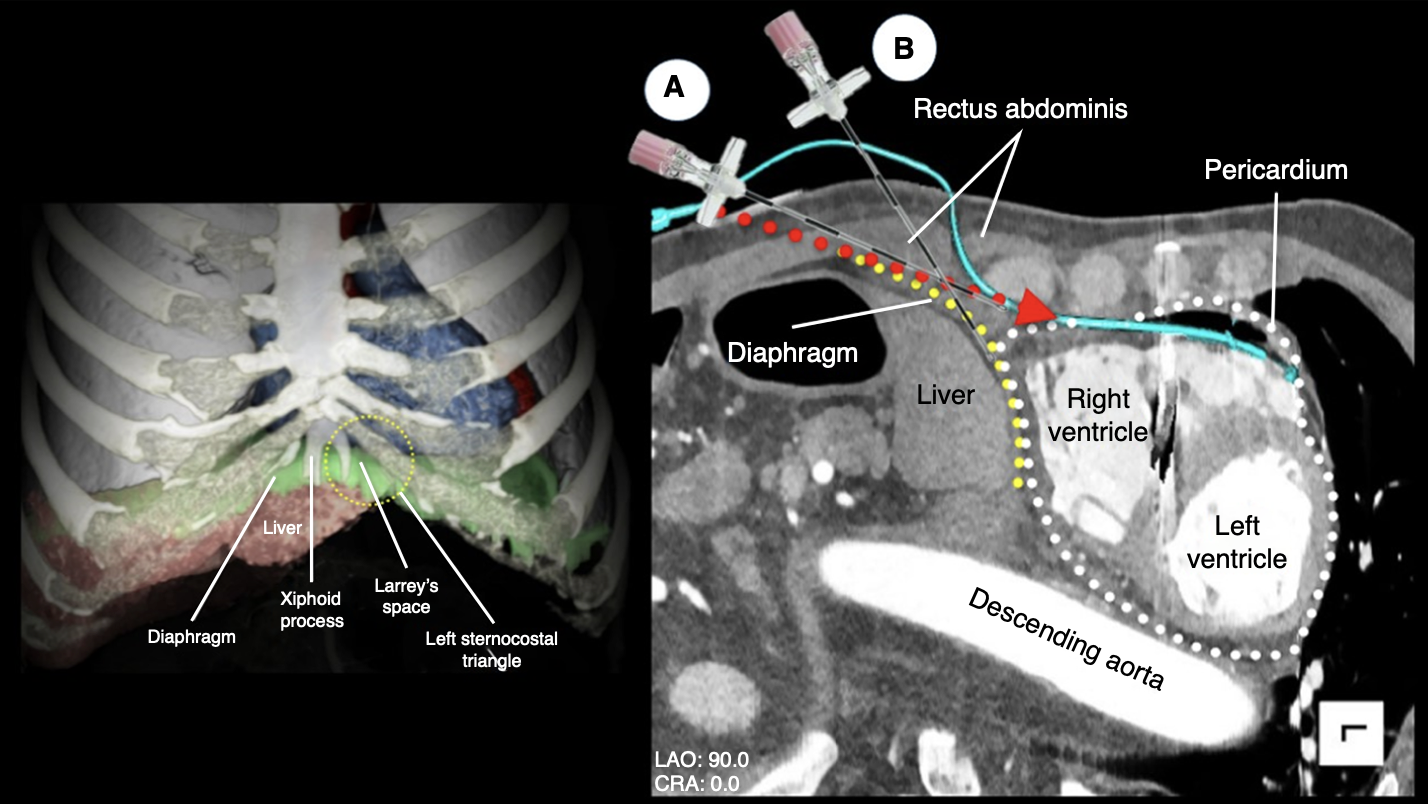 Liver
Diaphragm
Xiphoid
process
Larrey's
space
Left sternocostal
triangle
A
B
Rectus abdominis
Pericardium
Diaphragm
Liver
Right
ventricle
Left
ventricle
Descending aorta
LAO: 90.0
CRA: 0.0
L